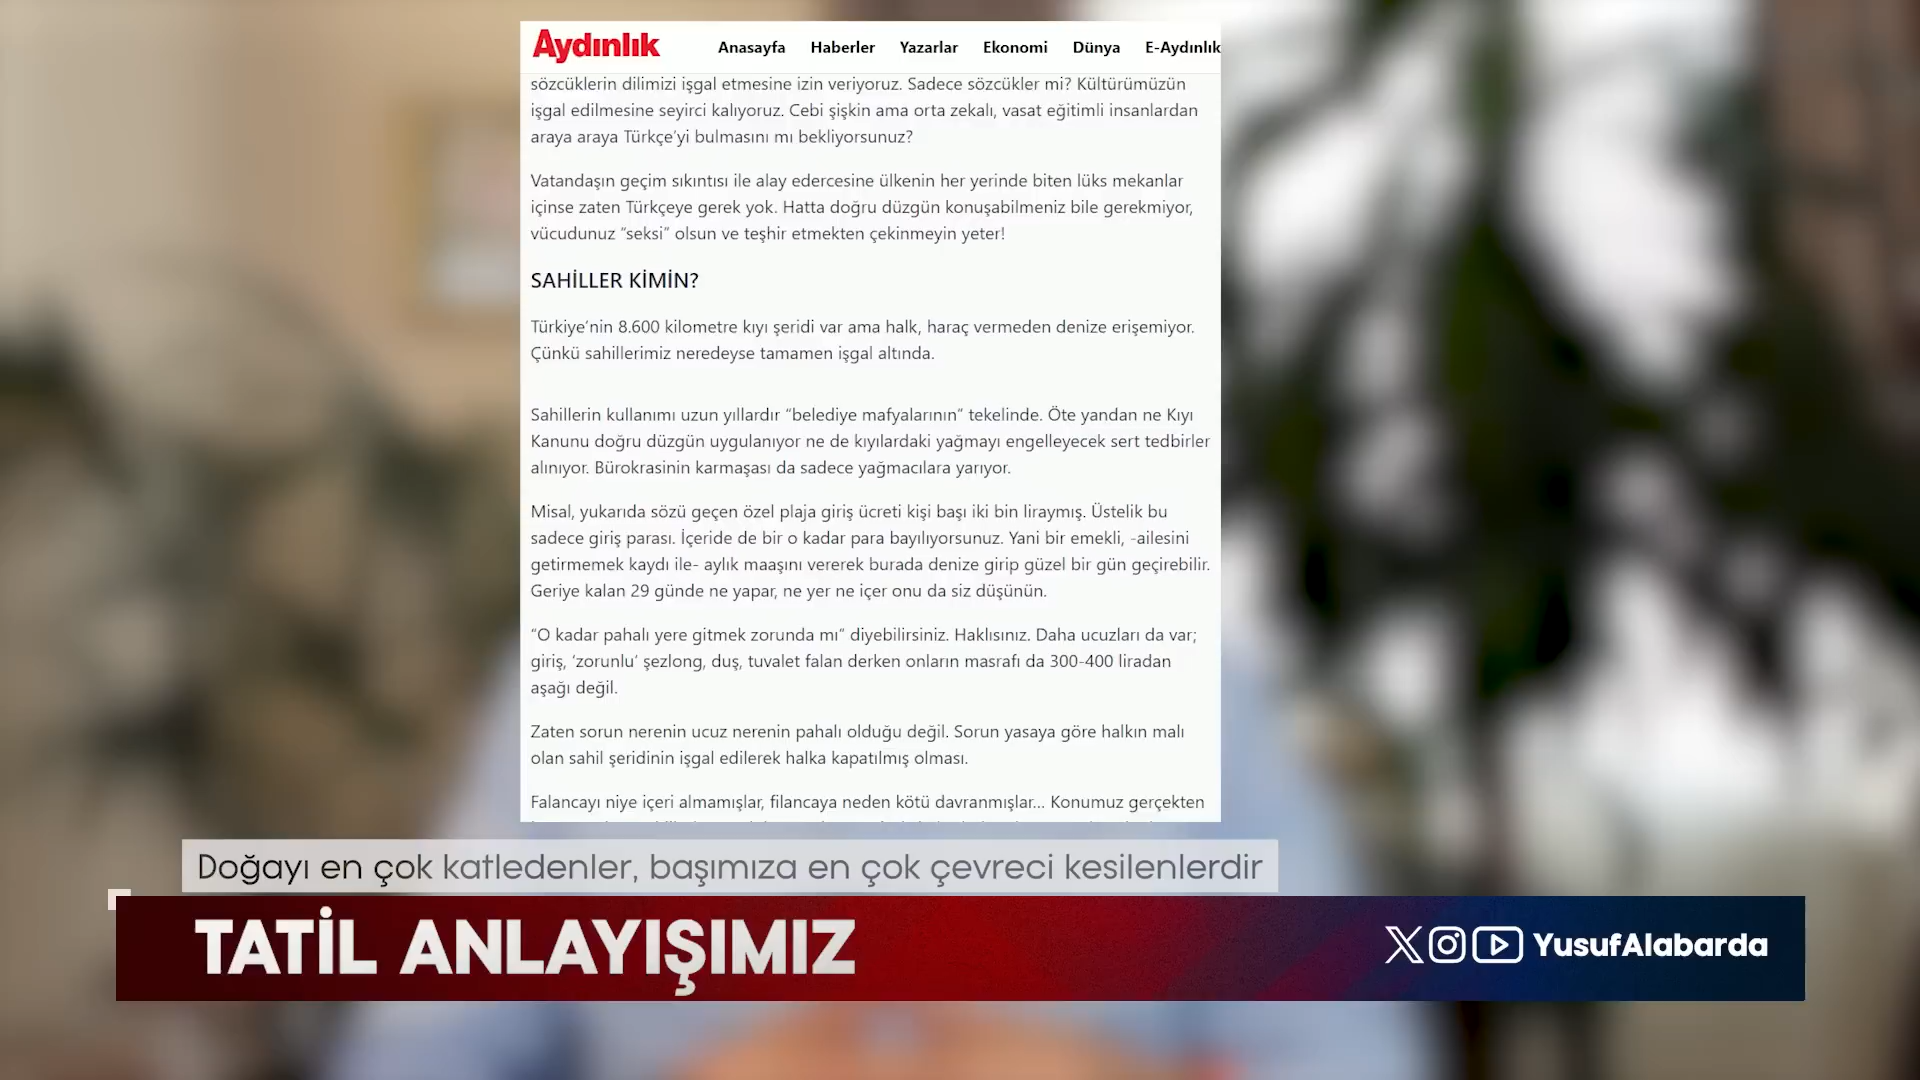 Aydınlık
Anasayfa Haberler Yazarlar Ekonomi Dünya E-Aydınlık
sözcüklerin dilimizi işgal etmesine izin veriyoruz. Sadece sözcükler mi? Kültürümüzün
işgal edilmesine seyirci kalıyoruz. Cebi şişkin ama orta zekalı, vasat eğitimli insanlardan
araya araya Türkçe’yi bulmasını mı bekliyorsunuz?
Vatandaşın geçim sıkıntısı ile alay edercesine ülkenin her yerinde biten lüks mekanlar
içinse zaten Türkçeye gerek yok. Hatta doğru düzgün konuşabilmeniz bile gerekmiyor,
vücudunuz “seksi” olsun ve teşhir etmekten çekinmeyin yeter!
SAHİLLER KİMİN?
Türkiye’nin 8.600 kilometre kıyı şeridi var ama halk, haraç vermeden denize erişemiyor.
Çünkü sahillerimiz neredeyse tamamen işgal altında.
Sahillerin kullanımı uzun yıllardır “belediye mafyalarının” tekelinde. Öte yandan ne Kıyı
Kanunu doğru düzgün uygulanıyor ne de kıyılardaki yağmayı engelleyecek sert tedbirler
alınıyor. Bürokrasinin karmaşası da sadece yağmacılara yarıyor.
Misal, yukarıda sözü geçen özel plaja giriş ücreti kişi başı iki bin liraymış. Üstelik bu
sadece giriş parası. İçeride de bir o kadar para bayılıyorsunuz. Yani bir emekli, -ailesini
getirmemek kaydı ile- aylık maaşını vererek burada denize girip güzel bir gün geçirebilir.
Geriye kalan 29 günde ne yapar, ne yer ne içer onu da siz düşünün.
“O kadar pahalı yere gitmek zorunda mı” diyebilirsiniz. Haklısınız. Daha ucuzları da var;
giriş, ‘zorunlu’ şezlong, duş, tuvalet falan derken onların masrafı da 300-400 liradan
aşağı değil.
Zaten sorun nerenin ucuz nerenin pahalı olduğu değil. Sorun yasaya göre halkın malı
olan sahil şeridinin işgal edilerek halka kapatılmış olması.
Falancayı niye içeri almamışlar, filancaya neden kötü davranmışlar... Konumuz gerçekten
Doğayı en çok katledenler, başımıza en çok çevreci kesilenlerdir
TATİL ANLAYIŞIMIZ
YusufAlabarda